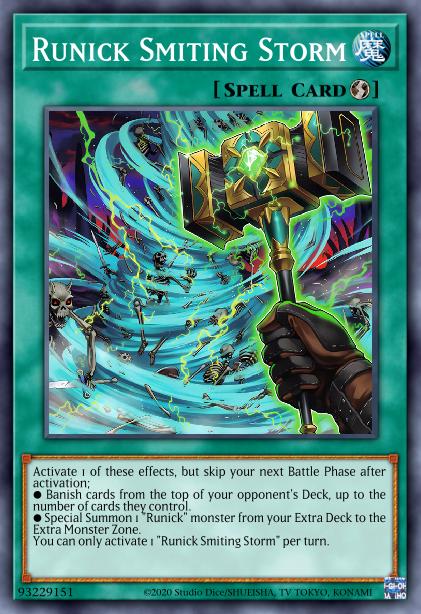 RUNICK SMITING STORM
SPELL
魔
[SPELL CARD]
Activate 1 of these effects, but skip your next Battle Phase after
activation;
● Banish cards from the top of your opponent's Deck, up to the
number of cards they control.
● Special Summon 1 "Runick" monster from your Extra Deck to the
Extra Monster Zone.
You can only activate 1 "Runick Smiting Storm" per turn.
93229151
©2020 Studio Dice/SHUEISHA, TV TOKYO, KONAMI